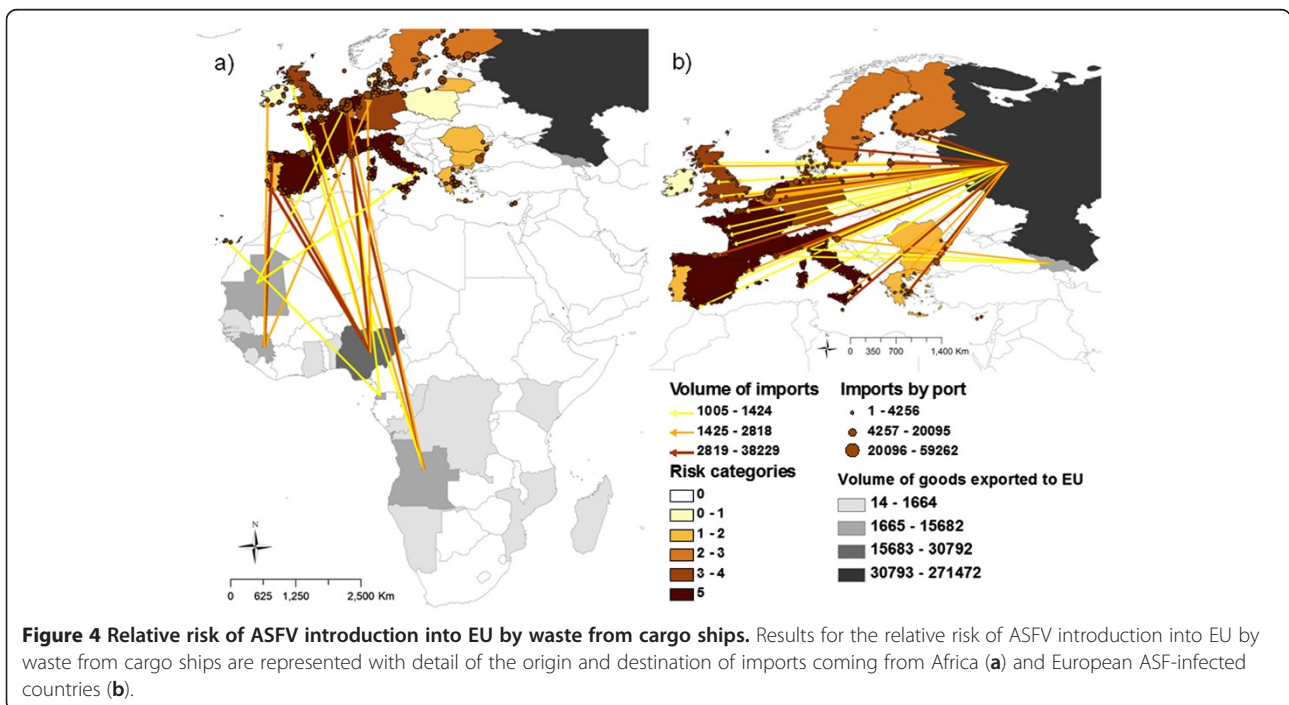 a)
b)
N
0 625 1,250 2,500 Km
N
0 350 700 1,400 Km
Volume of imports
1005 - 1424
1425 - 2818
2819 - 38229
Risk categories
0
0 - 1
1 - 2
2 - 3
3 - 4
5
Imports by port
1 - 4256
4257 - 20095
20096 - 59262
Volume of goods exported to EU
14 - 1664
1665 - 15682
15683 - 30792
30793 - 271472
Figure 4 Relative risk of ASFV introduction into EU by waste from cargo ships. Results for the relative risk of ASFV introduction into EU by
waste from cargo ships are represented with detail of the origin and destination of imports coming from Africa (a) and European ASF-infected
countries (b).